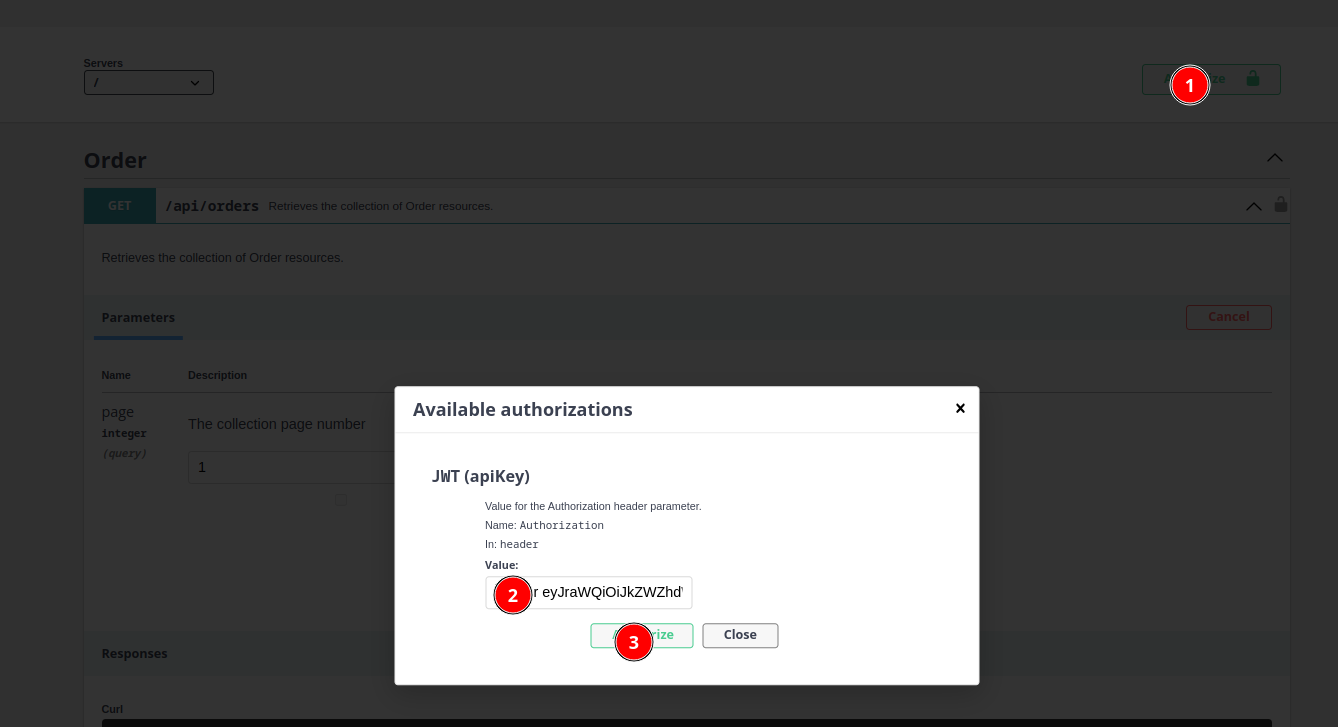 Servers
/
1
Order
GET /api/orders Retrieves the collection of Order resources.
Retrieves the collection of Order resources.
Parameters
Cancel
Name Description
page
integer
(query)
The collection page number
1
Available authorizations
JWT (apiKey)
Value for the Authorization header parameter.
Name: Authorization
In: header
Value:
2
3
Close
Responses
Curl